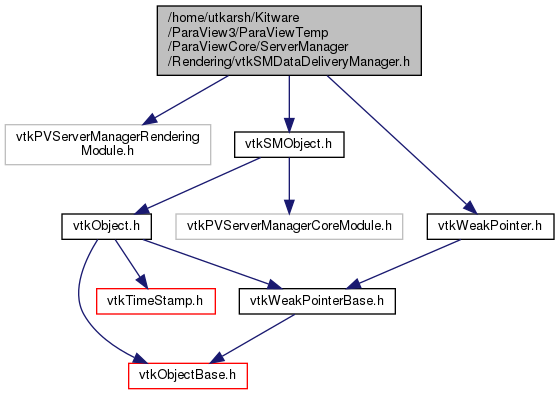 /home/utkarsh/Kitware
/ParaView3/ParaViewTemp
/ParaViewCore/ServerManager
/Rendering/vtkSMDataDeliveryManager.h
vtkPVServerManagerRendering
Module.h
vtkSMObject.h
vtkObject.h
vtkPVServerManagerCoreModule.h
vtkWeakPointer.h
vtkTimeStamp.h
vtkWeakPointerBase.h
vtkObjectBase.h